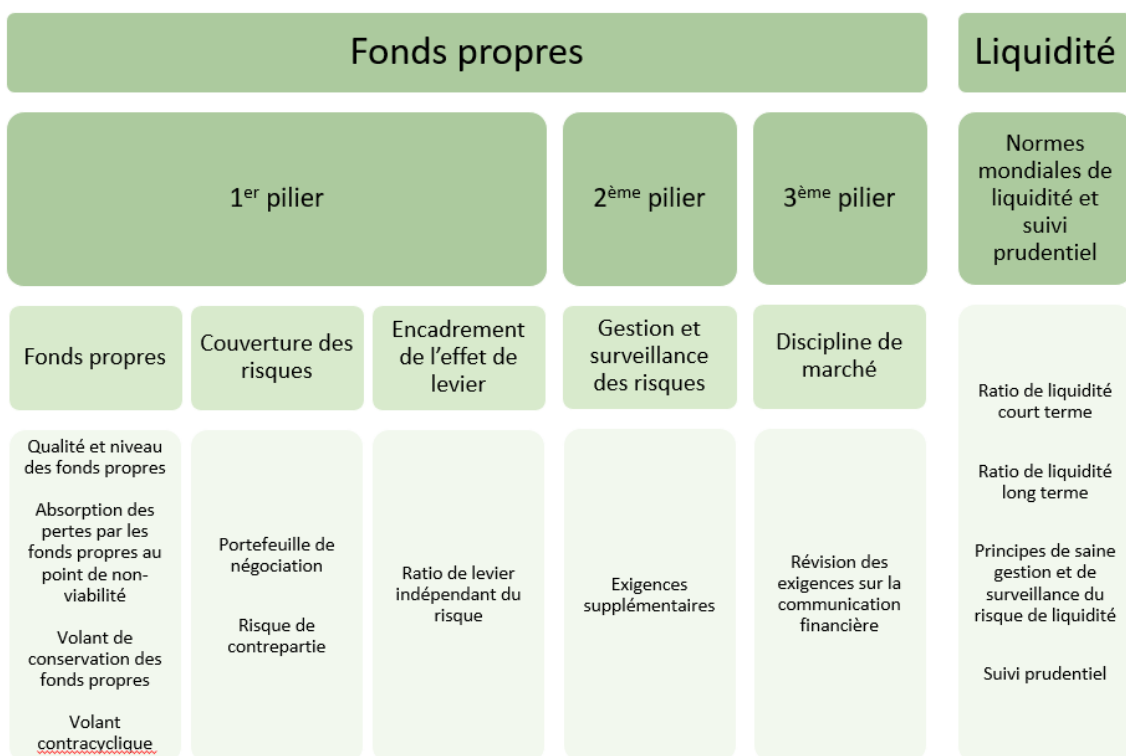 Fonds propres
Liquidité
1er pilier
2ème pilier
3ème pilier
Normes
mondiales de
liquidité et
suivi
prudentiel
Fonds propres
Couverture des
risques
Encadrement
de l’effet de
levier
Gestion et
surveillance
des risques
Discipline de
marché
Qualité et niveau
des fonds propres
Absorption des
pertes par les
fonds propres au
point de non-
viabilité
Volant de
conservation des
fonds propres
Volant
contracyclique
Portefeuille de
négociation
Risque de
contrepartie
Ratio de levier
indépendant du
risque
Exigences
supplémentaires
Révision des
exigences sur la
communication
financière
Ratio de liquidité
court terme
Ratio de liquidité
long terme
Principes de saine
gestion et de
surveillance du
risque de liquidité
Suivi prudentiel